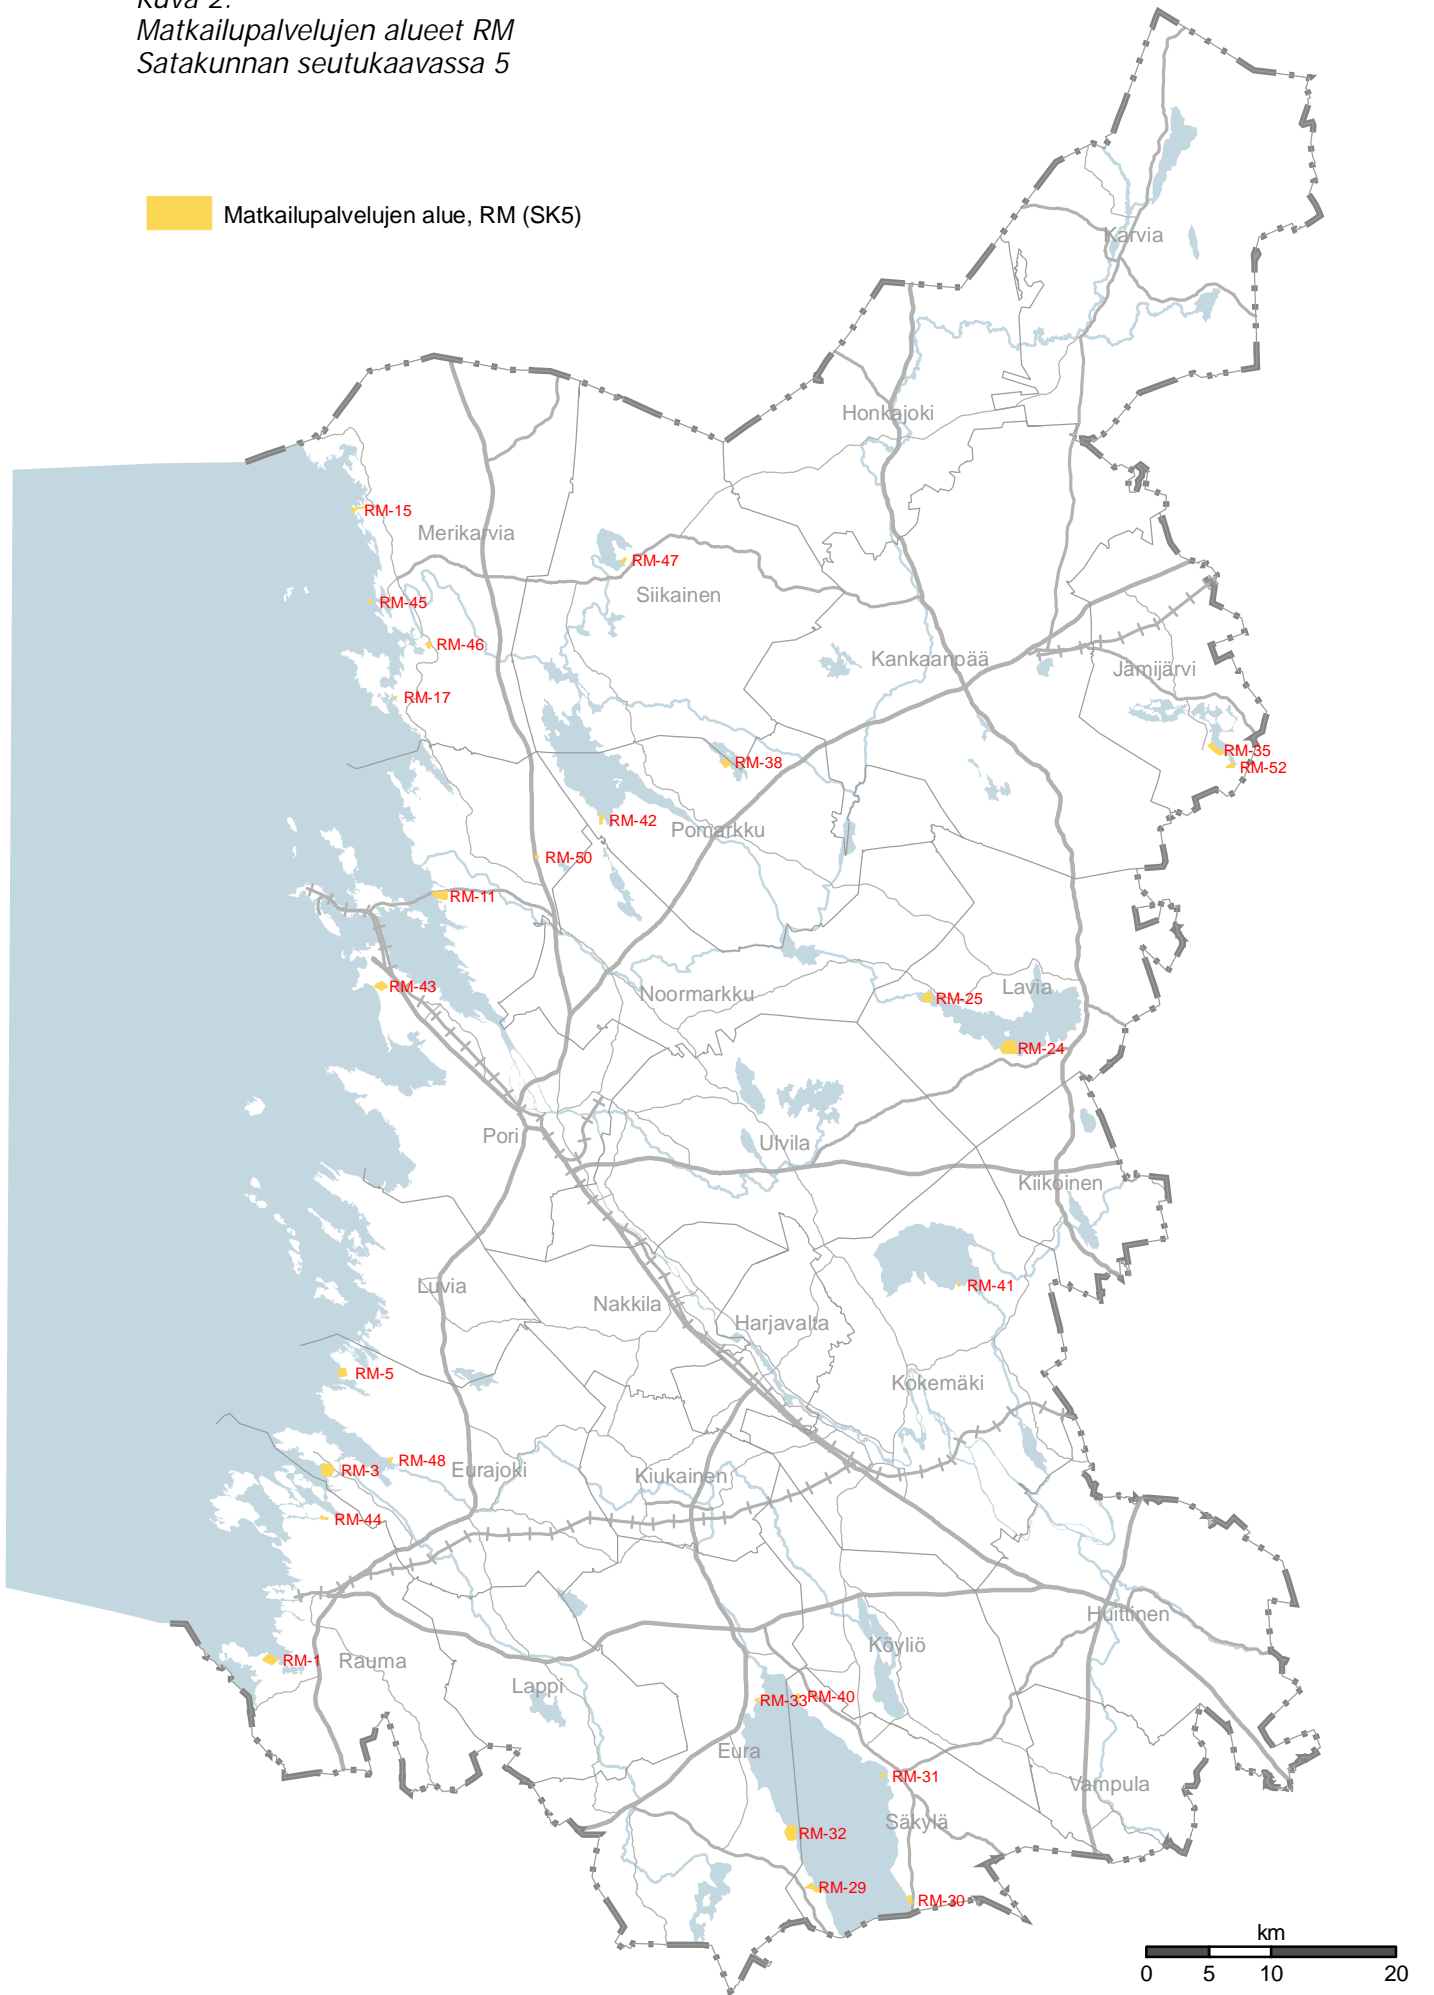 Kuva 2.
Matkailupalvelujen alueet RM
Satakunnan seutukaavassa 5
Matkailupalvelujen alue, RM (SK5)
Karvia
Honkajoki
RM-15
Merikarvia
RM-47
Siikainen
RM-45
RM-46
Kankaanpää
Jämijärvi
RM-17
RM-35
RM-38
RM-52
RM-42
Pomarkku
RM-50
RM-11
RM-43
Noormarkku
Lavia
RM-25
RM-24
Pori
Ulvila
Kiikoinen
Luvia
RM-41
Nakkila
Harjavalta
RM-5
Kokemäki
RM-48
RM-3
Eurajoki
Kiukainen
RM-44
Huittinen
Köyliö
RM-1
Rauma
Lappi
RM-33
RM-40
Eura
RM-31
Vampula
Säkylä
RM-32
RM-29
RM-30
km
0 5 10 20